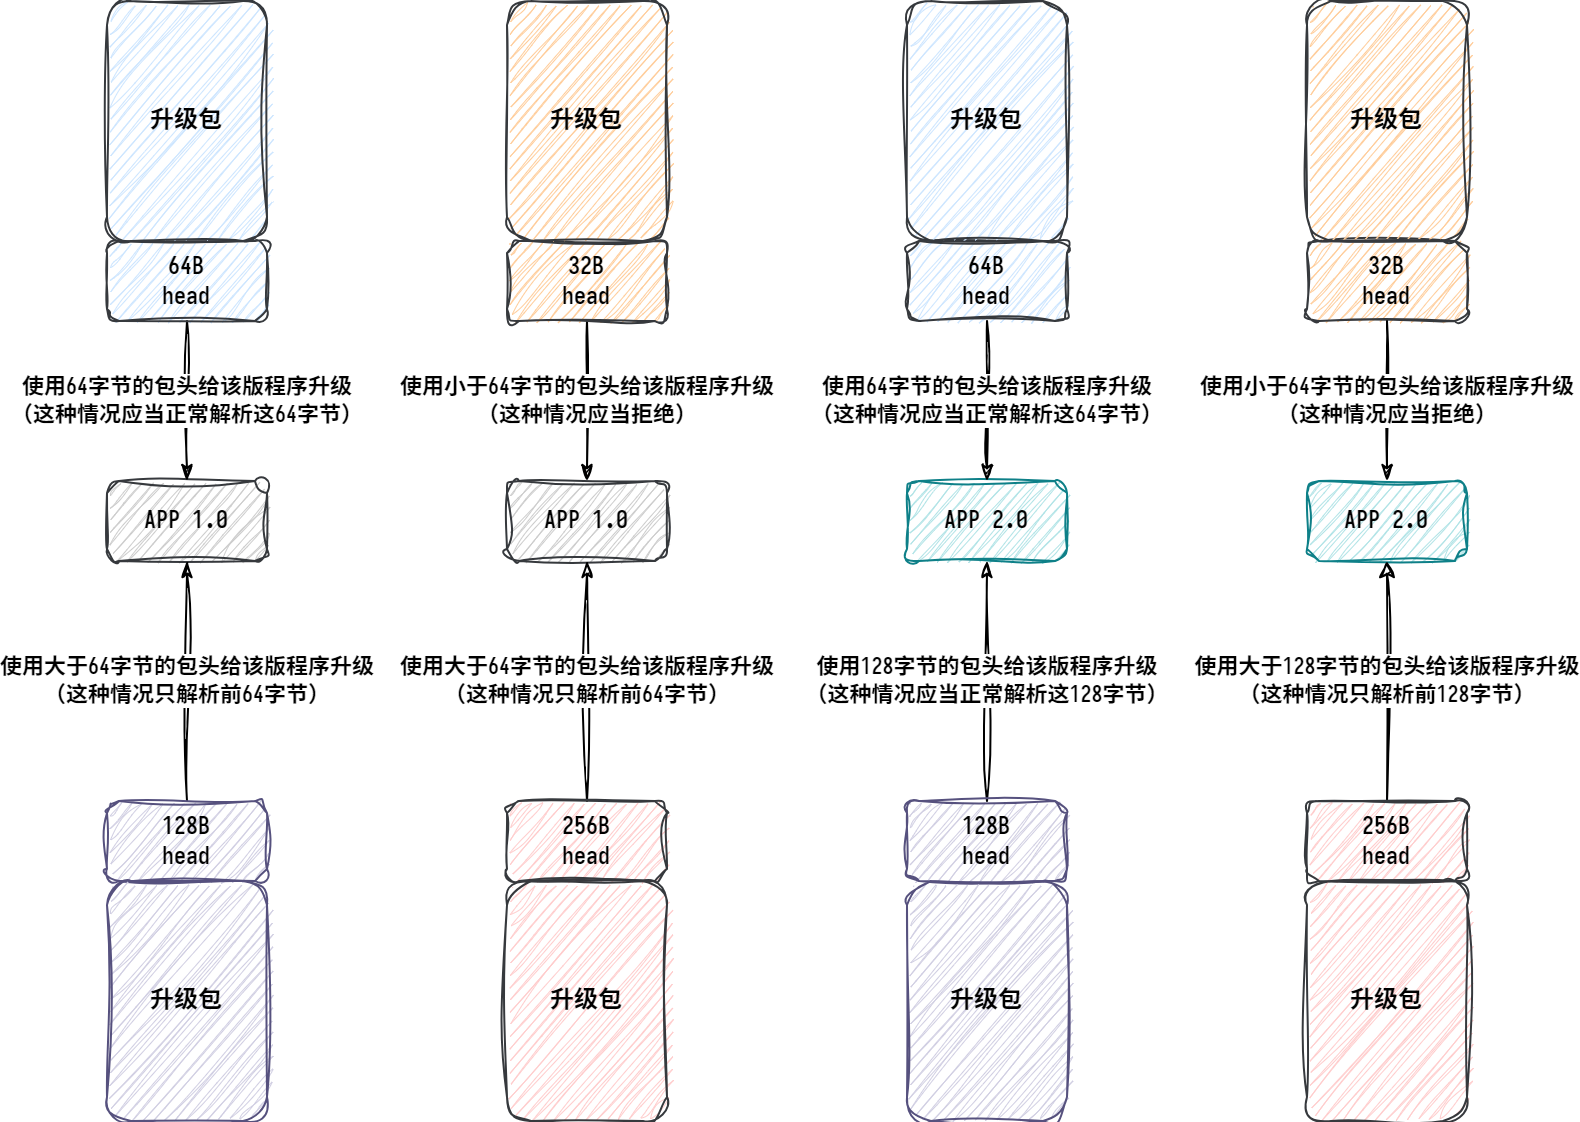 升级包
升级包
升级包
升级包
64B
head
32B
head
64B
head
32B
head
使用64字节的包头给该版程序升级
（这种情况应当正常解析这64字节）
使用小于64字节的包头给该版程序升级
（这种情况应当拒绝）
使用64字节的包头给该版程序升级
（这种情况应当正常解析这64字节）
使用小于64字节的包头给该版程序升级
（这种情况应当拒绝）
APP 1.0
APP 1.0
APP 2.0
APP 2.0
使用大于64字节的包头给该版程序升级
（这种情况只解析前64字节）
使用大于64字节的包头给该版程序升级
（这种情况只解析前64字节）
使用128字节的包头给该版程序升级
（这种情况应当正常解析这128字节）
使用大于128字节的包头给该版程序升级
（这种情况只解析前128字节）
128B
head
256B
head
128B
head
256B
head
升级包
升级包
升级包
升级包